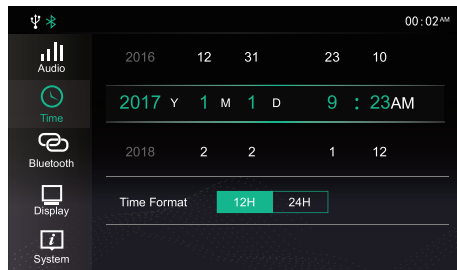 00:02AM
Audio
2016 12 31 23 10
Time
2017 Y 1 M 1 D 9 : 23AM
Bluetooth
2018 2 2 1 12
Display
Time Format 12H 24H
System